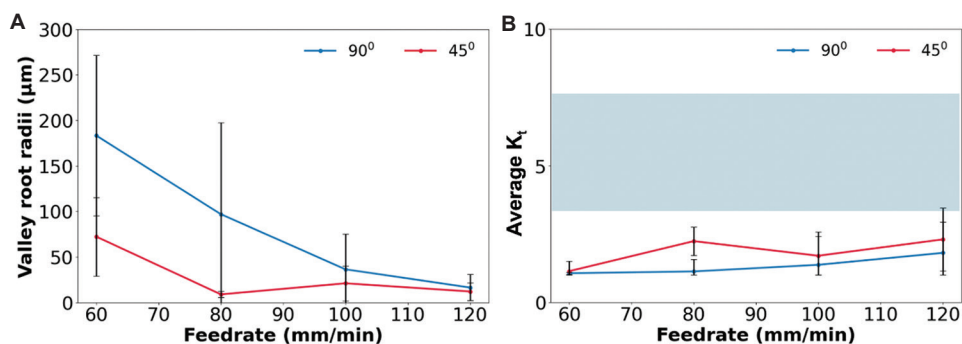 A
300
250
200
150
100
50
0
Valley root radii (µm)
90⁰ 45⁰
60 70 80 90 100 110 120
Feedrate (mm/min)
B
10
5
0
Average Kt
90⁰ 45⁰
60 70 80 90 100 110 120
Feedrate (mm/min)